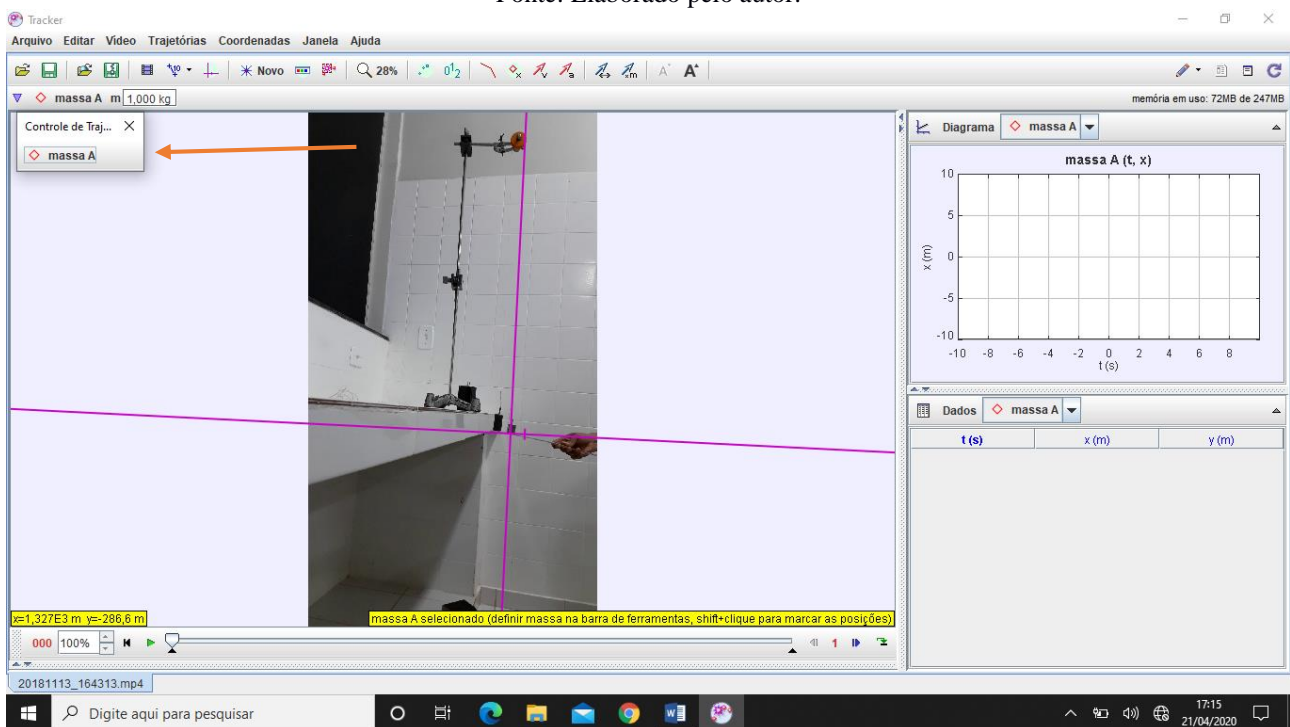 Fonte: Elaborado pelo autor.
Tracker
Arquivo Editar Video Trajetórias Coordenadas Janela Ajuda
Novo 28%
massa A m 1,000 kg
memória em uso: 72MB de 247MB
Controle de Traj...
massa A
Diagrama massa A
massa A (t, x)
10
5
0
-5
-10
x (m)
-10 -8 -6 -4 -2 0 2 4 6 8
t (s)
Dados massa A
t (s) x (m) y (m)
x=1,327E3 m y=-286,6 m
massa A selecionado (definir massa na barra de ferramentas, shift+clique para marcar as posições)
000 100% 1
20181113_164313.mp4
Digite aqui para pesquisar
17:15
21/04/2020